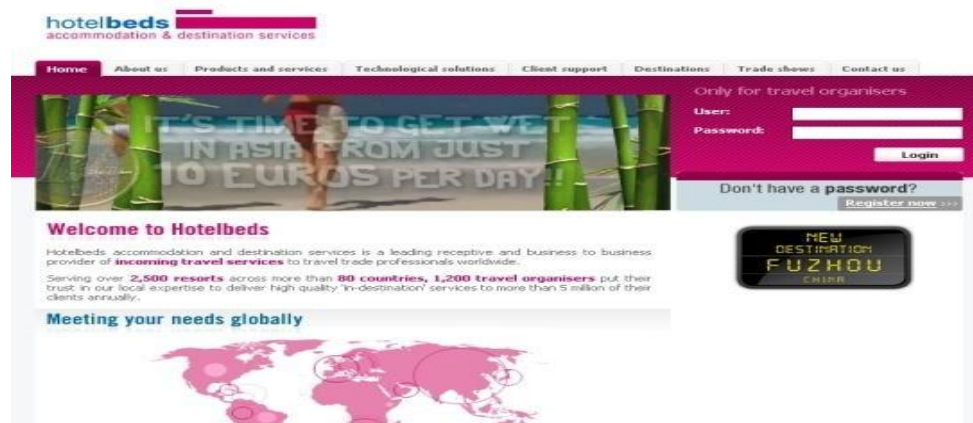 hotelbeds
accommodation & destination services
Home About us Products and services Technological solutions Client support Destinations Trade shows Contact us
Only for travel organisers
User:
Password:
Login
IT'S TIME TO GET WET
IN ASIA FROM JUST
10 EUROS PER DAY!!
Don't have a password?
Register now >>>
Welcome to Hotelbeds
Hotelbeds accommodation and destination services is a leading receptive and business to business
provider of incoming travel services to travel trade professionals worldwide.
Serving over 2,500 resorts across more than 80 countries, 1,200 travel organisers put their
trust in our local expertise to deliver high quality 'in-destination' services to more than 5 million of their
clients annually.
NEW
DESTINATION
FUZHOU
CHINA
Meeting your needs globally